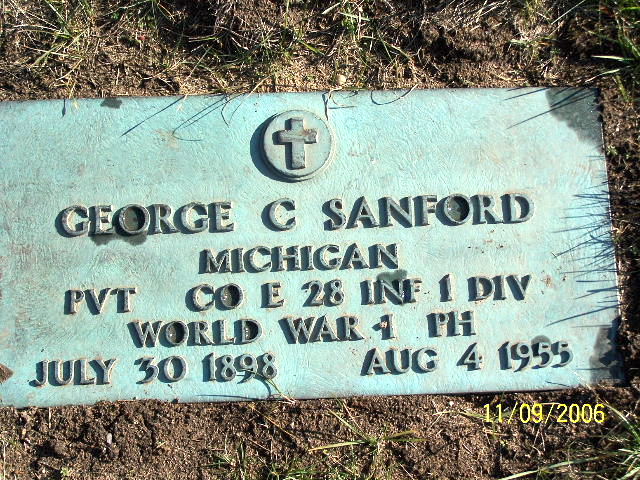 GEORGE C SANFORD
MICHIGAN
PVT CO E 28 INF 1 DIV
WORLD WAR 1 PH
JULY 30 1898 AUG 4 1955
11/09/2006